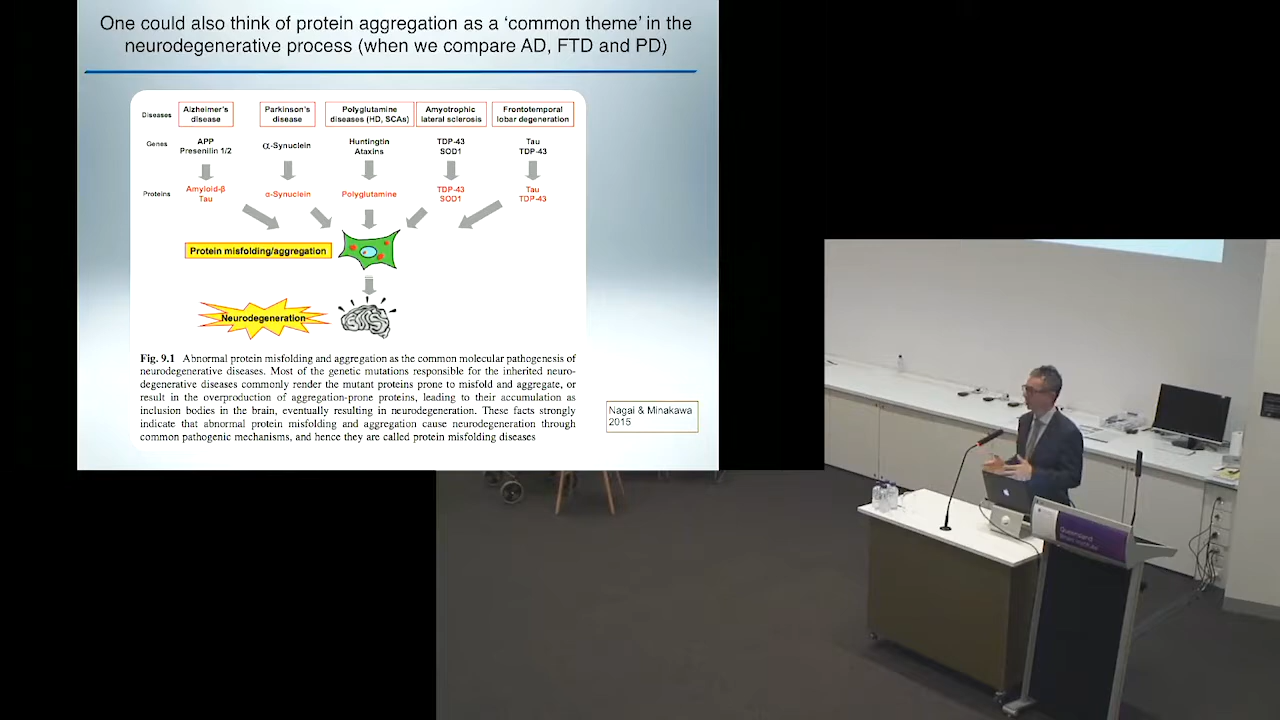 One could also think of protein aggregation as a ‘common theme’ in the
neurodegenerative process (when we compare AD, FTD and PD)
Diseases
Alzheimer's
disease
Parkinson's
disease
Polyglutamine
diseases (HD, SCAs)
Amyotrophic
lateral sclerosis
Frontotemporal
lobar degeneration
Genes
APP
Presenilin 1/2
α-Synuclein
Huntingtin
Ataxins
TDP-43
SOD1
Tau
TDP-43
Proteins
Amyloid-β
Tau
α-Synuclein
Polyglutamine
TDP-43
SOD1
Tau
TDP-43
Protein misfolding/aggregation
Neurodegeneration
Fig. 9.1 Abnormal protein misfolding and aggregation as the common molecular pathogenesis of
neurodegenerative diseases. Most of the genetic mutations responsible for the inherited neuro-
degenerative diseases commonly render the mutant proteins prone to misfold and aggregate, or
result in the overproduction of aggregation-prone proteins, leading to their accumulation as
inclusion bodies in the brain, eventually resulting in neurodegeneration. These facts strongly
indicate that abnormal protein misfolding and aggregation cause neurodegeneration through
common pathogenic mechanisms, and hence they are called protein misfolding diseases
Nagai & Minakawa
2015
Queensland
Brain Institute